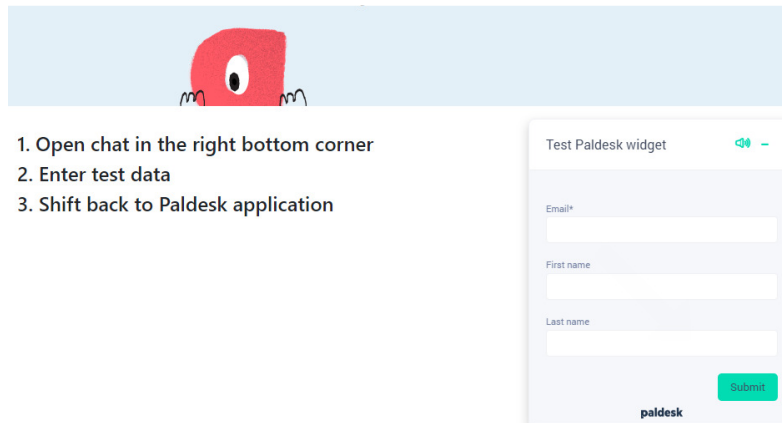 1. Open chat in the right bottom corner
2. Enter test data
3. Shift back to Paldesk application
Test Paldesk widget
Email*
First name
Last name
Submit
paldesk